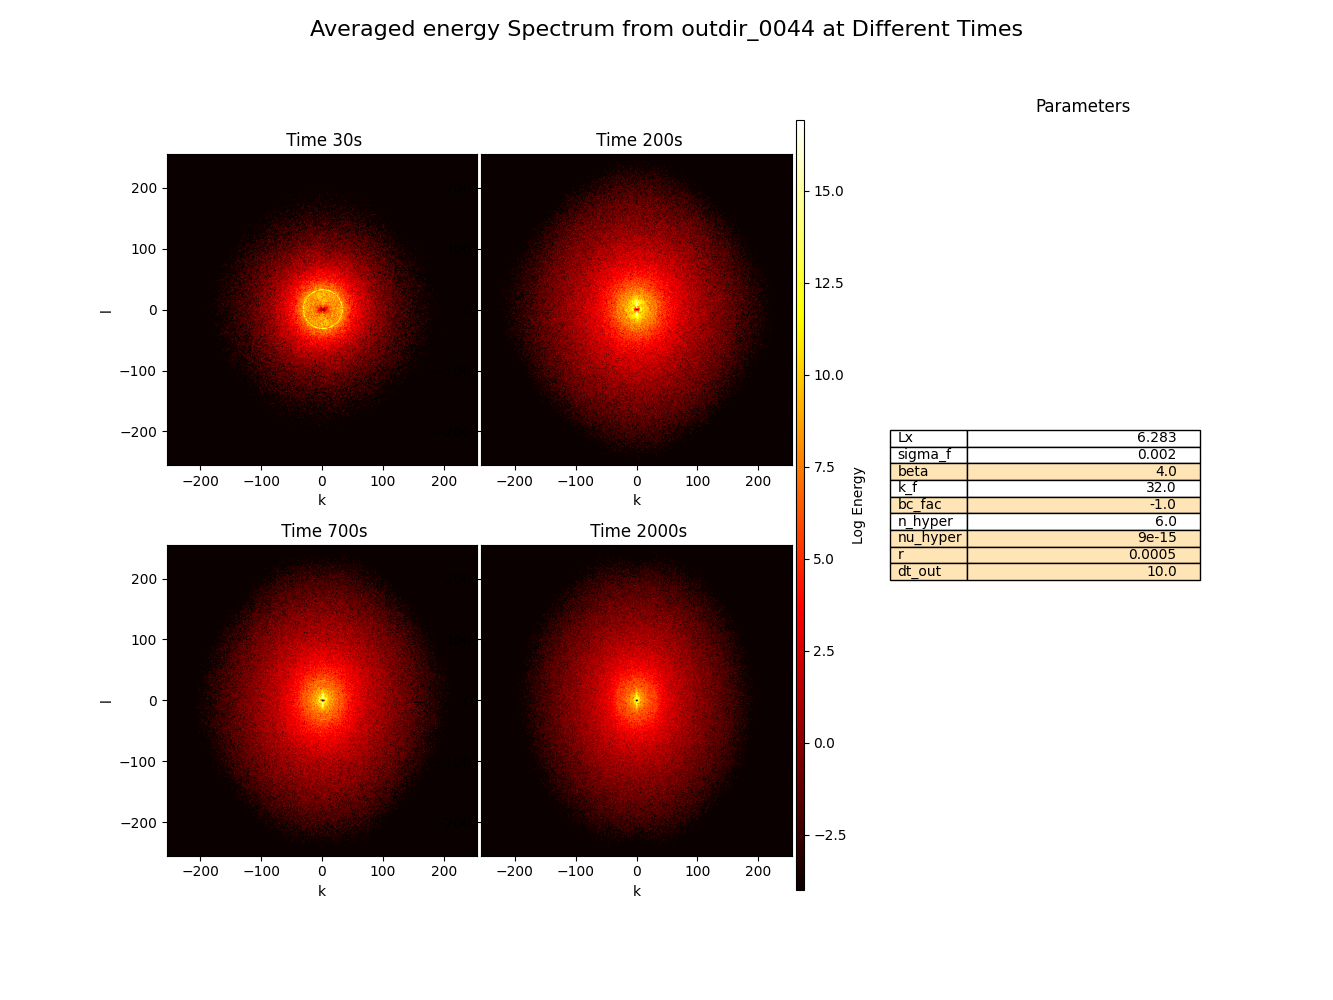 Averaged energy Spectrum from outdir_0044 at Different Times
Parameters
Time 30s
Time 200s
200
100
0
−100
−200
l
−200 −100 0 100 200
k
−200 −100 0 100 200
k
Time 700s
Time 2000s
200
100
0
−100
−200
l
−200 −100 0 100 200
k
−200 −100 0 100 200
k
15.0
12.5
10.0
7.5
5.0
2.5
0.0
−2.5
Log Energy
Lx 6.283
sigma_f 0.002
beta 4.0
k_f 32.0
bc_fac -1.0
n_hyper 6.0
nu_hyper 9e-15
r 0.0005
dt_out 10.0